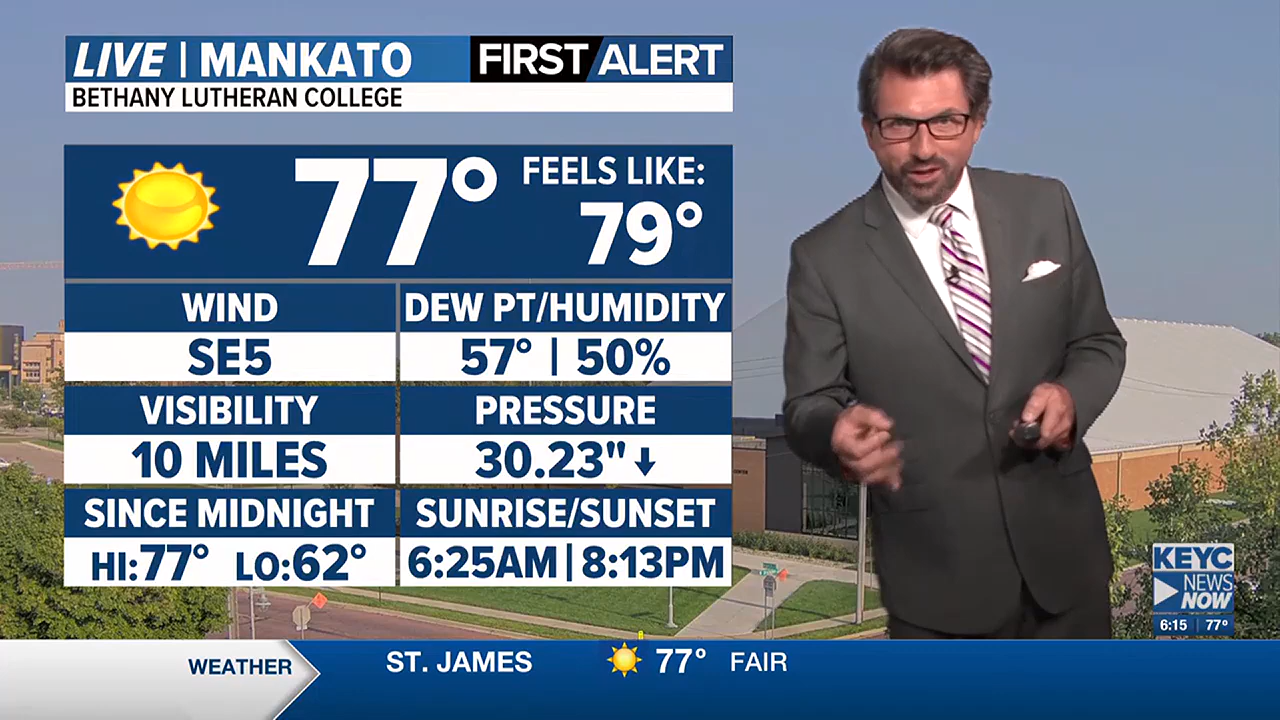 LIVE | MANKATO
FIRST ALERT
BETHANY LUTHERAN COLLEGE
77°
FEELS LIKE:
79°
WIND
DEW PT/HUMIDITY
SE5
57° | 50%
VISIBILITY
PRESSURE
10 MILES
30.23" ↓
SINCE MIDNIGHT
SUNRISE/SUNSET
HI:77° LO:62°
6:25AM | 8:13PM
KEYC
NEWS
NOW
6:15 | 77°
WEATHER
ST. JAMES
77° FAIR